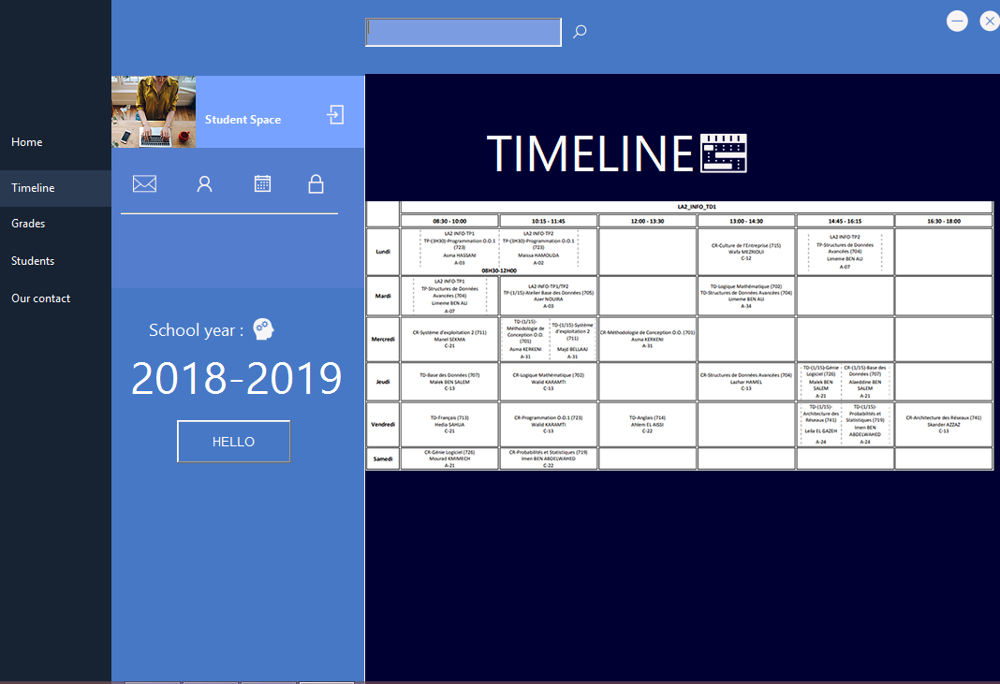 Home
Timeline
Grades
Students
Our contact
Student Space
School year :
2018-2019
HELLO
TIMELINE
LA2_INFO_TD1
08:30 - 10:00
10:15 - 11:45
12:00 - 13:30
13:00 - 14:30
14:45 - 16:15
16:30 - 18:00
Lundi
LA2 INFO-TP1
TP-(3H30)-Programmation O.O.1
(723)
Asma HASSANI
A-03
LA2 INFO-TP2
TP-(3H30)-Programmation O.O.1
(723)
Maissa HAMOUDA
A-02
08H30-12H00
CR-Culture de l'Entreprise (715)
Wafa MEZRIOUI
C-12
LA2 INFO-TP2
TP-Structures de Données
Avancées (704)
Limeme BEN ALI
A-07
Mardi
LA2 INFO-TP1
TP-Structures de Données
Avancées (704)
Limeme BEN ALI
A-07
LA2 INFO-TP1/TP2
TP-(1/15)-Atelier Base des Données (705)
Azer NOUIRA
A-03
TD-Logique Mathématique (702)
TD-Structures de Données Avancées (704)
Limeme BEN ALI
A-34
Mercredi
CR-Système d'exploitation 2 (711)
Manel SEKMA
C-21
TD-(1/15)-
Méthodologie de
Conception O.O.
(701)
Asma KERKENI
A-31
TD-(1/15)-Système
d'exploitation 2
(711)
Majd BELLAAJ
A-31
CR-Méthodologie de Conception O.O. (701)
Asma KERKENI
A-31
Jeudi
TD-Base des Données (707)
Malek BEN SALEM
C-13
CR-Logique Mathématique (702)
Walid KARAMTI
C-13
CR-Structures de Données Avancées (704)
Lazhar HAMEL
C-13
TD-(1/15)-Génie
Logiciel (726)
Malek BEN
SALEM
A-21
CR-(1/15)-Base des
Données (707)
Alaeddine BEN
SALEM
A-21
Vendredi
TD-Français (713)
Hedia SAHLIA
C-21
CR-Programmation O.O.1 (723)
Walid KARAMTI
C-13
TD-Anglais (714)
Ahlem EL AISSI
C-22
TD-(1/15)-
Architecture des
Réseaux (741)
Leila EL GAZEH
A-24
TD-(1/15)-
Probabilités et
Statistiques (719)
Imen BEN
ABDELWAHED
A-24
CR-Architecture des Réseaux (741)
Skander AZZAZ
C-13
Samedi
CR-Génie Logiciel (726)
Mourad KMIMECH
A-21
CR-Probabilités et Statistiques (719)
Imen BEN ABDELWAHED
C-22